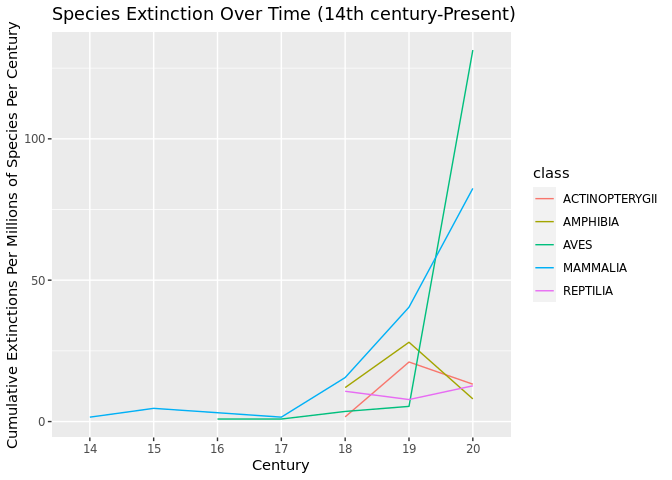 Species Extinction Over Time (14th century-Present)
Cumulative Extinctions Per Millions of Species Per Century
100
50
0
14 15 16 17 18 19 20
Century
class
ACTINOPTERYGII
AMPHIBIA
AVES
MAMMALIA
REPTILIA